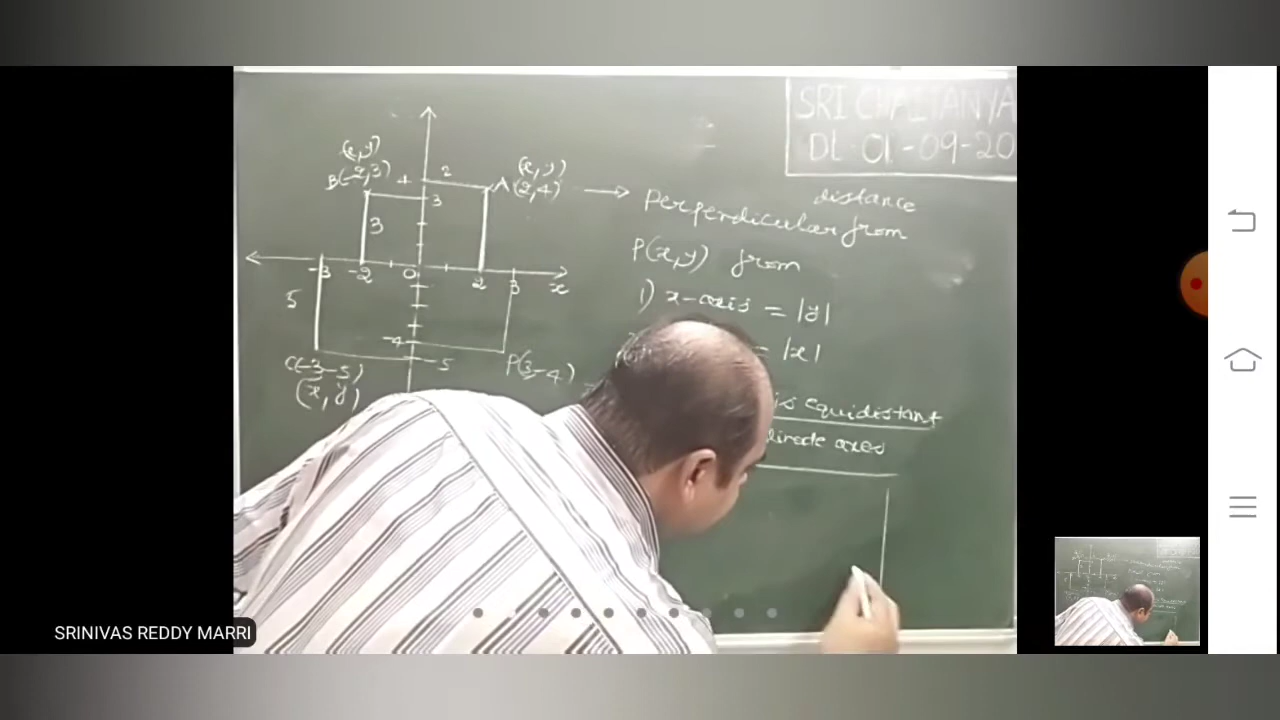 SRI CHAITANYA
DL-01-09-20
(x,y)
B(-2,3)
2
(x,y)
A(2,4)
3
3
-3 -2 0 2 3 x
5
-4
-5
C(-3-5)
(x,y)
P(3,-4)
distance
Perpendicular from
P(x,y) from
1) x-axis = |y|
= |x|
is equidistant
axes
SRINIVAS REDDY MARRI